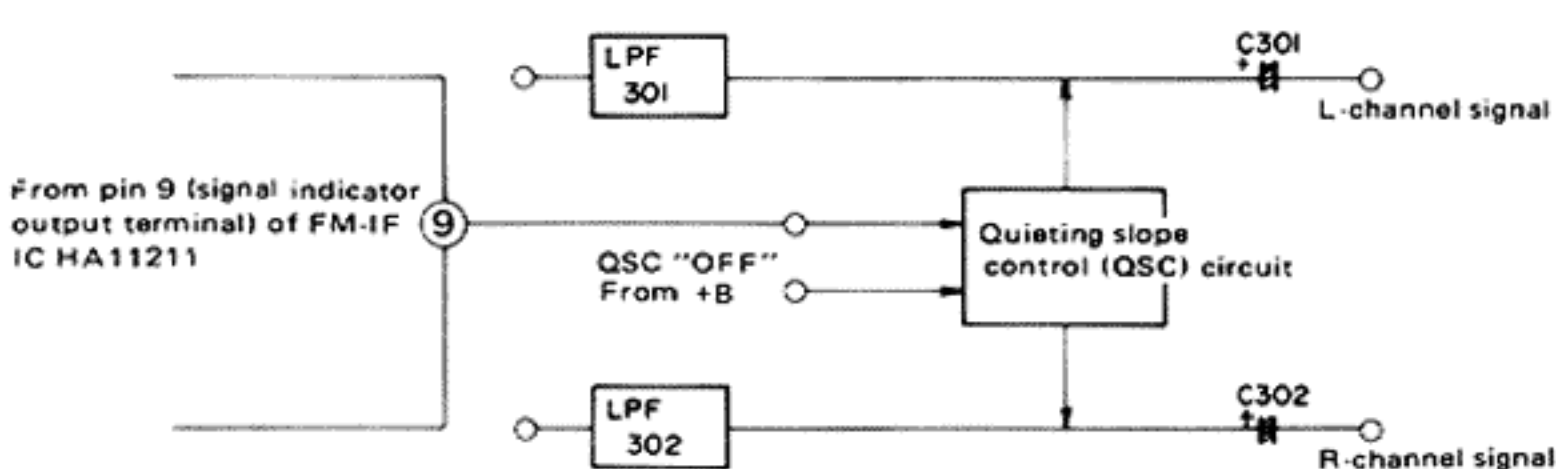 LPF
301
C301
+
L-channel signal
From pin 9 (signal indicator
output terminal) of FM-IF
IC HA11211
9
QSC "OFF"
From +B
Quieting slope
control (QSC) circuit
LPF
302
C302
+
R-channel signal